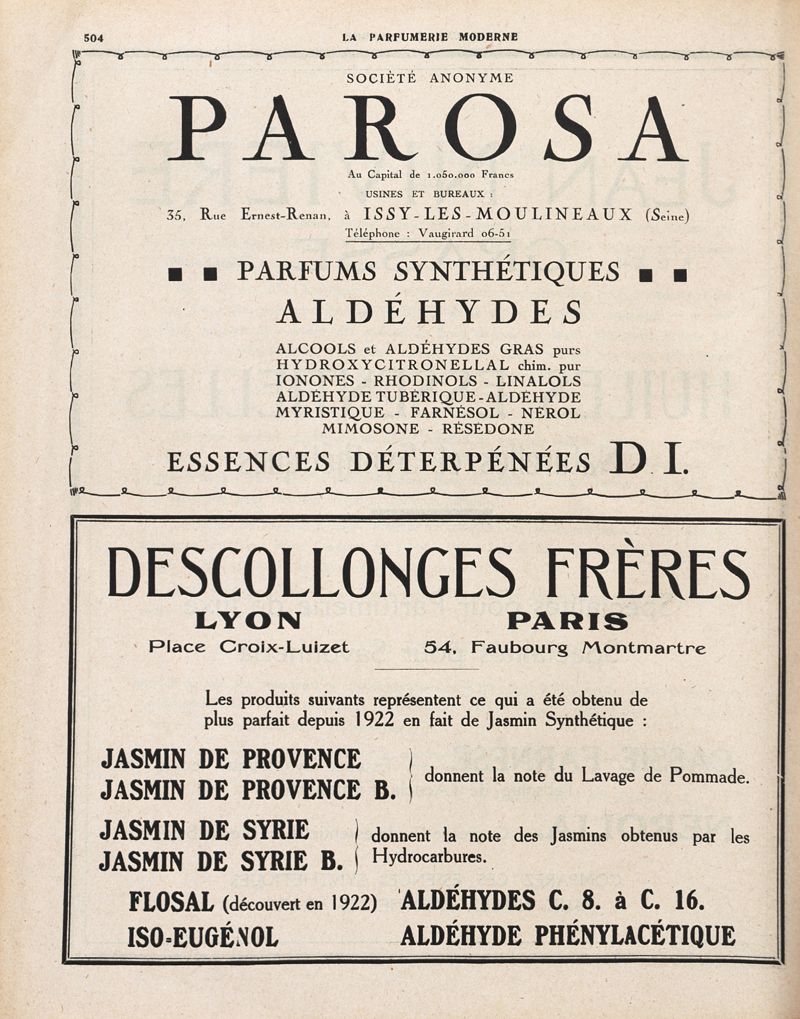 504
LA PARFUMERIE MODERNE
SOCIÉTÉ ANONYME
PAROSA
Au Capital de 1.050.000 Francs
USINES ET BUREAUX :
35, Rue Ernest-Renan, à ISSY-LES-MOULINEAUX (Seine)
Téléphone : Vaugirard 06-51
■ ■ PARFUMS SYNTHÉTIQUES ■ ■
ALDÉHYDES
ALCOOLS et ALDÉHYDES GRAS purs
HYDROXYCITRONELLAL chim. pur
IONONES - RHODINOLS - LINALOLS
ALDÉHYDE TUBÉRIQUE - ALDÉHYDE
MYRISTIQUE - FARNÉSOL - NÉROL
MIMOSONE - RÉSÉDONE
ESSENCES DÉTERPÉNÉES D. I.
DESCOLLONGES FRÈRES
LYON PARIS
Place Croix-Luizet 54, Faubourg Montmartre
Les produits suivants représentent ce qui a été obtenu de
plus parfait depuis 1922 en fait de Jasmin Synthétique :
JASMIN DE PROVENCE
JASMIN DE PROVENCE B. donnent la note du Lavage de Pommade.
JASMIN DE SYRIE
JASMIN DE SYRIE B. donnent la note des Jasmins obtenus par les
Hydrocarbures.
FLOSAL (découvert en 1922) ALDÉHYDES C. 8. à C. 16.
ISO-EUGÉNOL ALDÉHYDE PHÉNYLACÉTIQUE